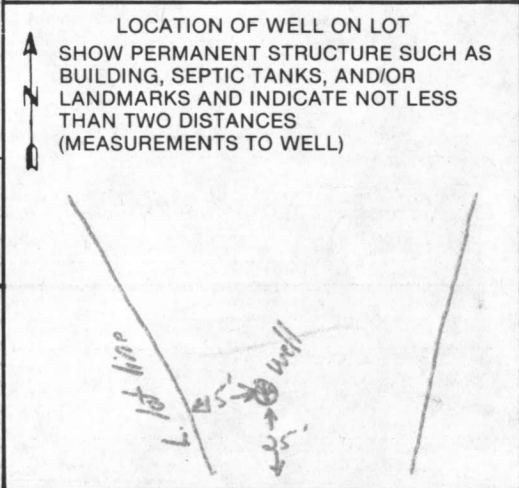 LOCATION OF WELL ON LOT
SHOW PERMANENT STRUCTURE SUCH AS
BUILDING, SEPTIC TANKS, AND/OR
LANDMARKS AND INDICATE NOT LESS
THAN TWO DISTANCES
(MEASUREMENTS TO WELL)
N
L. lot line
5'
Well
5'